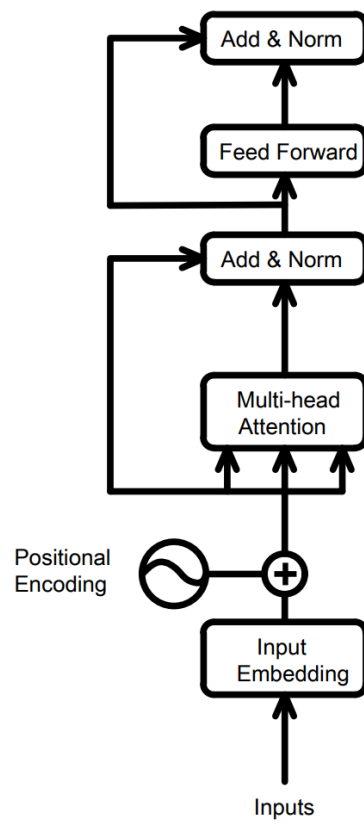 Add & Norm
Feed Forward
Add & Norm
Multi-head
Attention
Positional
Encoding
+
Input
Embedding
Inputs